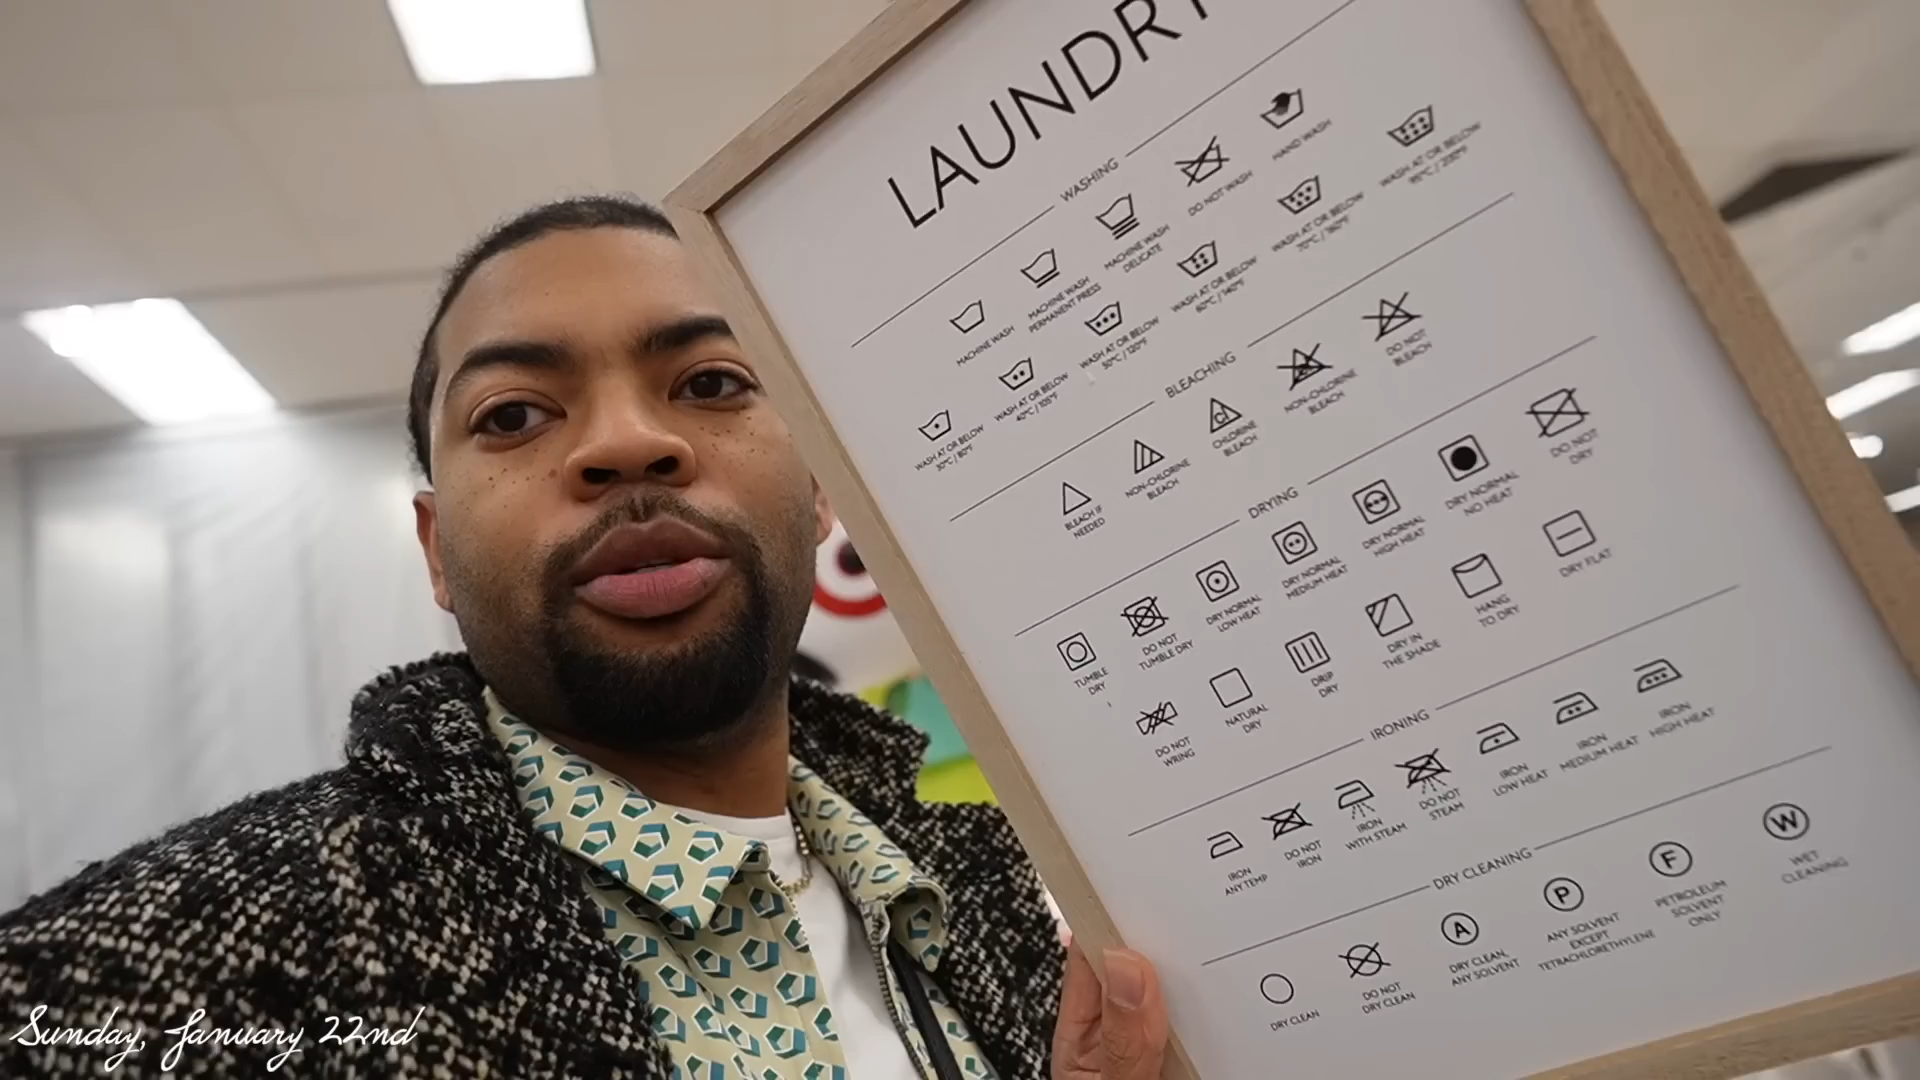 LAUNDRY
WASHING
MACHINE WASH
MACHINE WASH
PERMANENT PRESS
MACHINE WASH
DELICATE
DO NOT WASH
HAND WASH
WASH AT OR BELOW
30°C / 80°F
WASH AT OR BELOW
40°C / 105°F
WASH AT OR BELOW
50°C / 120°F
WASH AT OR BELOW
60°C / 140°F
WASH AT OR BELOW
70°C / 160°F
WASH AT OR BELOW
95°C / 200°F
BLEACHING
BLEACH IF
NEEDED
NON-CHLORINE
BLEACH
CL
CHLORINE
BLEACH
NON-CHLORINE
BLEACH
DO NOT
BLEACH
DRYING
TUMBLE
DRY
DO NOT
TUMBLE DRY
DRY NORMAL
LOW HEAT
DRY NORMAL
MEDIUM HEAT
DRY NORMAL
HIGH HEAT
DRY NORMAL
NO HEAT
DO NOT
DRY
DO NOT
WRING
NATURAL
DRY
DRIP
DRY
DRY IN
THE SHADE
HANG
TO DRY
DRY FLAT
IRONING
IRON
ANY TEMP
DO NOT
IRON
IRON
WITH STEAM
DO NOT
STEAM
IRON
LOW HEAT
IRON
MEDIUM HEAT
IRON
HIGH HEAT
DRY CLEANING
DRY CLEAN
DO NOT
DRY CLEAN
A
DRY CLEAN,
ANY SOLVENT
P
ANY SOLVENT
EXCEPT
TETRACHLORETHYLENE
F
PETROLEUM
SOLVENT
ONLY
W
WET
CLEANING
Sunday, January 22nd